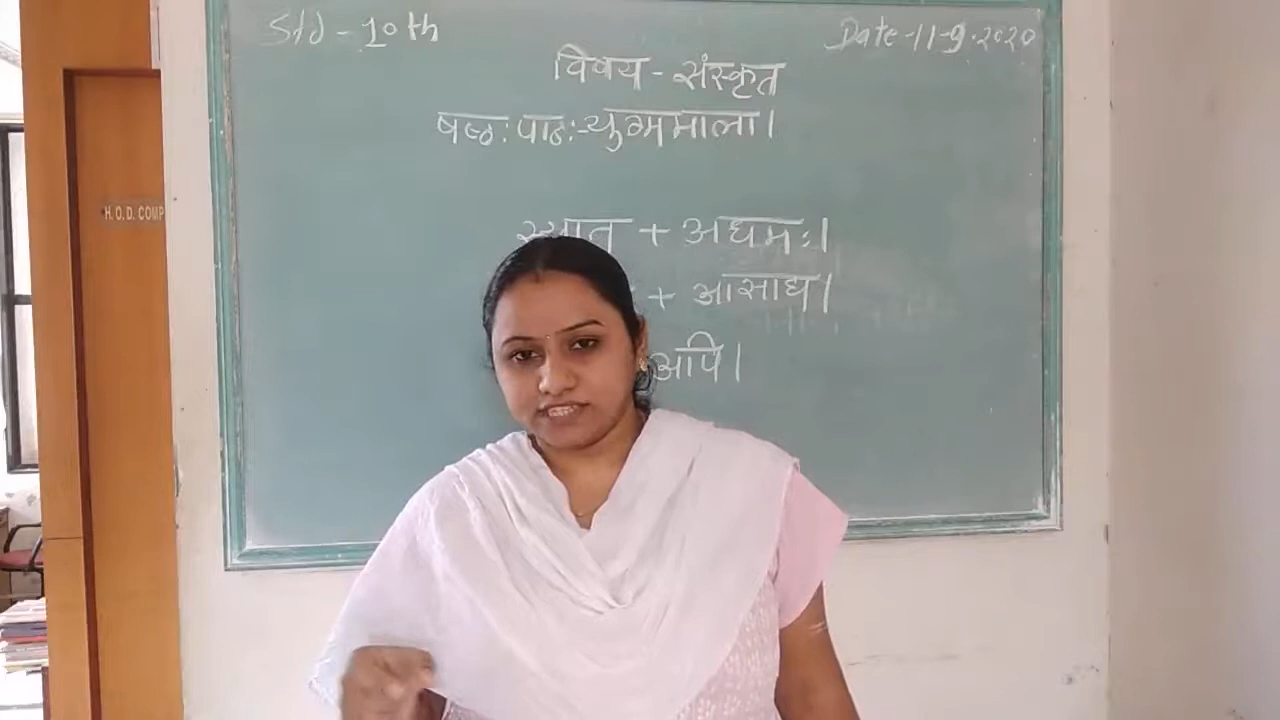 Std - 10th
Date - 11-9-2020
विषय - संस्कृत
षष्ठः पाठः - युग्ममाला।
H. O. D. COMP
+ अधमः।
+ आसाद्य।
अपि।